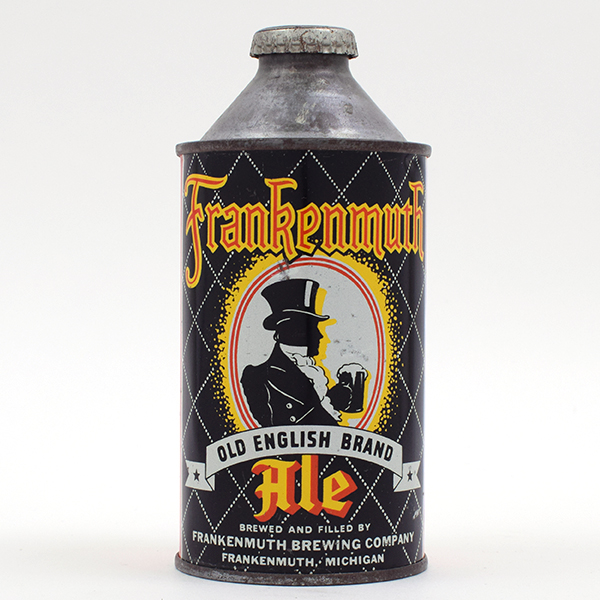 Frankenmuth
OLD ENGLISH BRAND
Ale
BREWED AND FILLED BY
FRANKENMUTH BREWING COMPANY
FRANKENMUTH, MICHIGAN